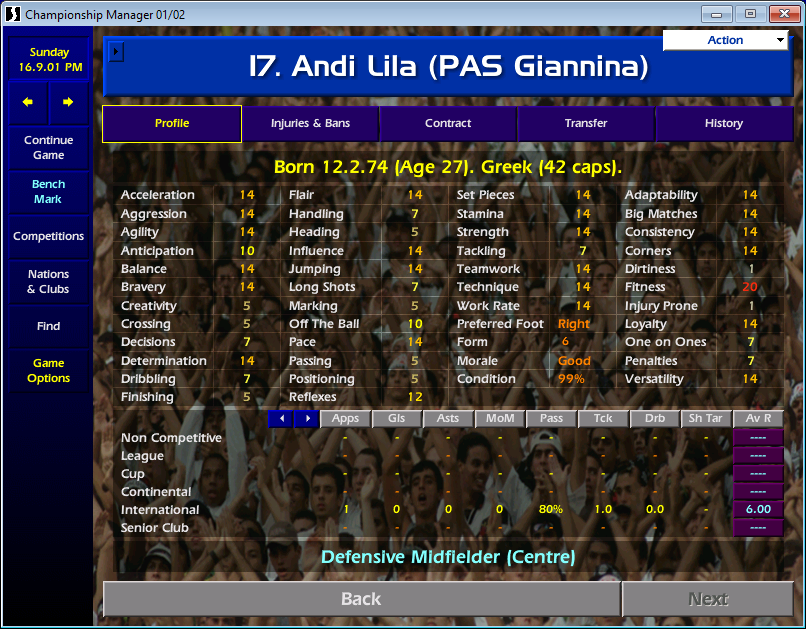 Championship Manager 01/02
Sunday
16.9.01 PM
Continue
Game
Bench
Mark
Competitions
Nations
& Clubs
Find
Game
Options
Action
17. Andi Lila (PAS Giannina)
Profile Injuries & Bans Contract Transfer History
Born 12.2.74 (Age 27). Greek (42 caps).
Acceleration 14 Flair 14 Set Pieces 14 Adaptability 14
Aggression 14 Handling 7 Stamina 14 Big Matches 14
Agility 14 Heading 5 Strength 14 Consistency 14
Anticipation 10 Influence 14 Tackling 7 Corners 14
Balance 14 Jumping 14 Teamwork 14 Dirtiness 1
Bravery 14 Long Shots 7 Technique 14 Fitness 20
Creativity 5 Marking 5 Work Rate 14 Injury Prone 1
Crossing 5 Off The Ball 10 Preferred Foot Right Loyalty 14
Decisions 7 Pace 14 Form 6 One on Ones 7
Determination 14 Passing 5 Morale Good Penalties 7
Dribbling 7 Positioning 5 Condition 99% Versatility 14
Finishing 5 Reflexes 12
Apps Gls Asts MoM Pass Tck Drb Sh Tar Av R
Non Competitive - - - - - - - - ----
League - - - - - - - - ----
Cup - - - - - - - - ----
Continental - - - - - - - - ----
International 1 0 0 0 80% 1.0 0.0 - 6.00
Senior Club - - - - - - - - ----
Defensive Midfielder (Centre)
Back Next